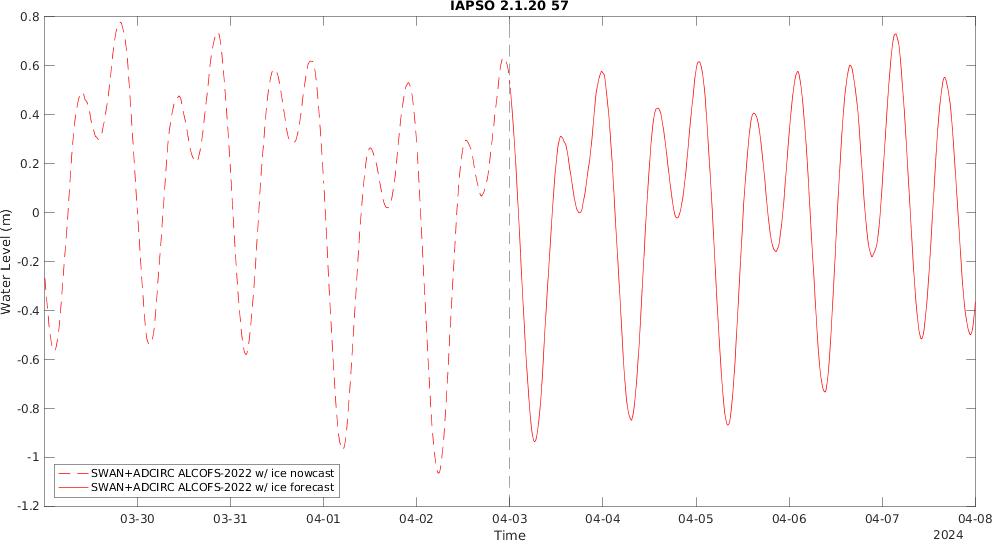 IAPSO 2.1.20 57
0.8
0.6
0.4
0.2
0
-0.2
-0.4
-0.6
-0.8
-1
-1.2
Water Level (m)
SWAN+ADCIRC ALCOFS-2022 w/ ice nowcast
SWAN+ADCIRC ALCOFS-2022 w/ ice forecast
03-30 03-31 04-01 04-02 04-03 04-04 04-05 04-06 04-07 04-08
Time
2024